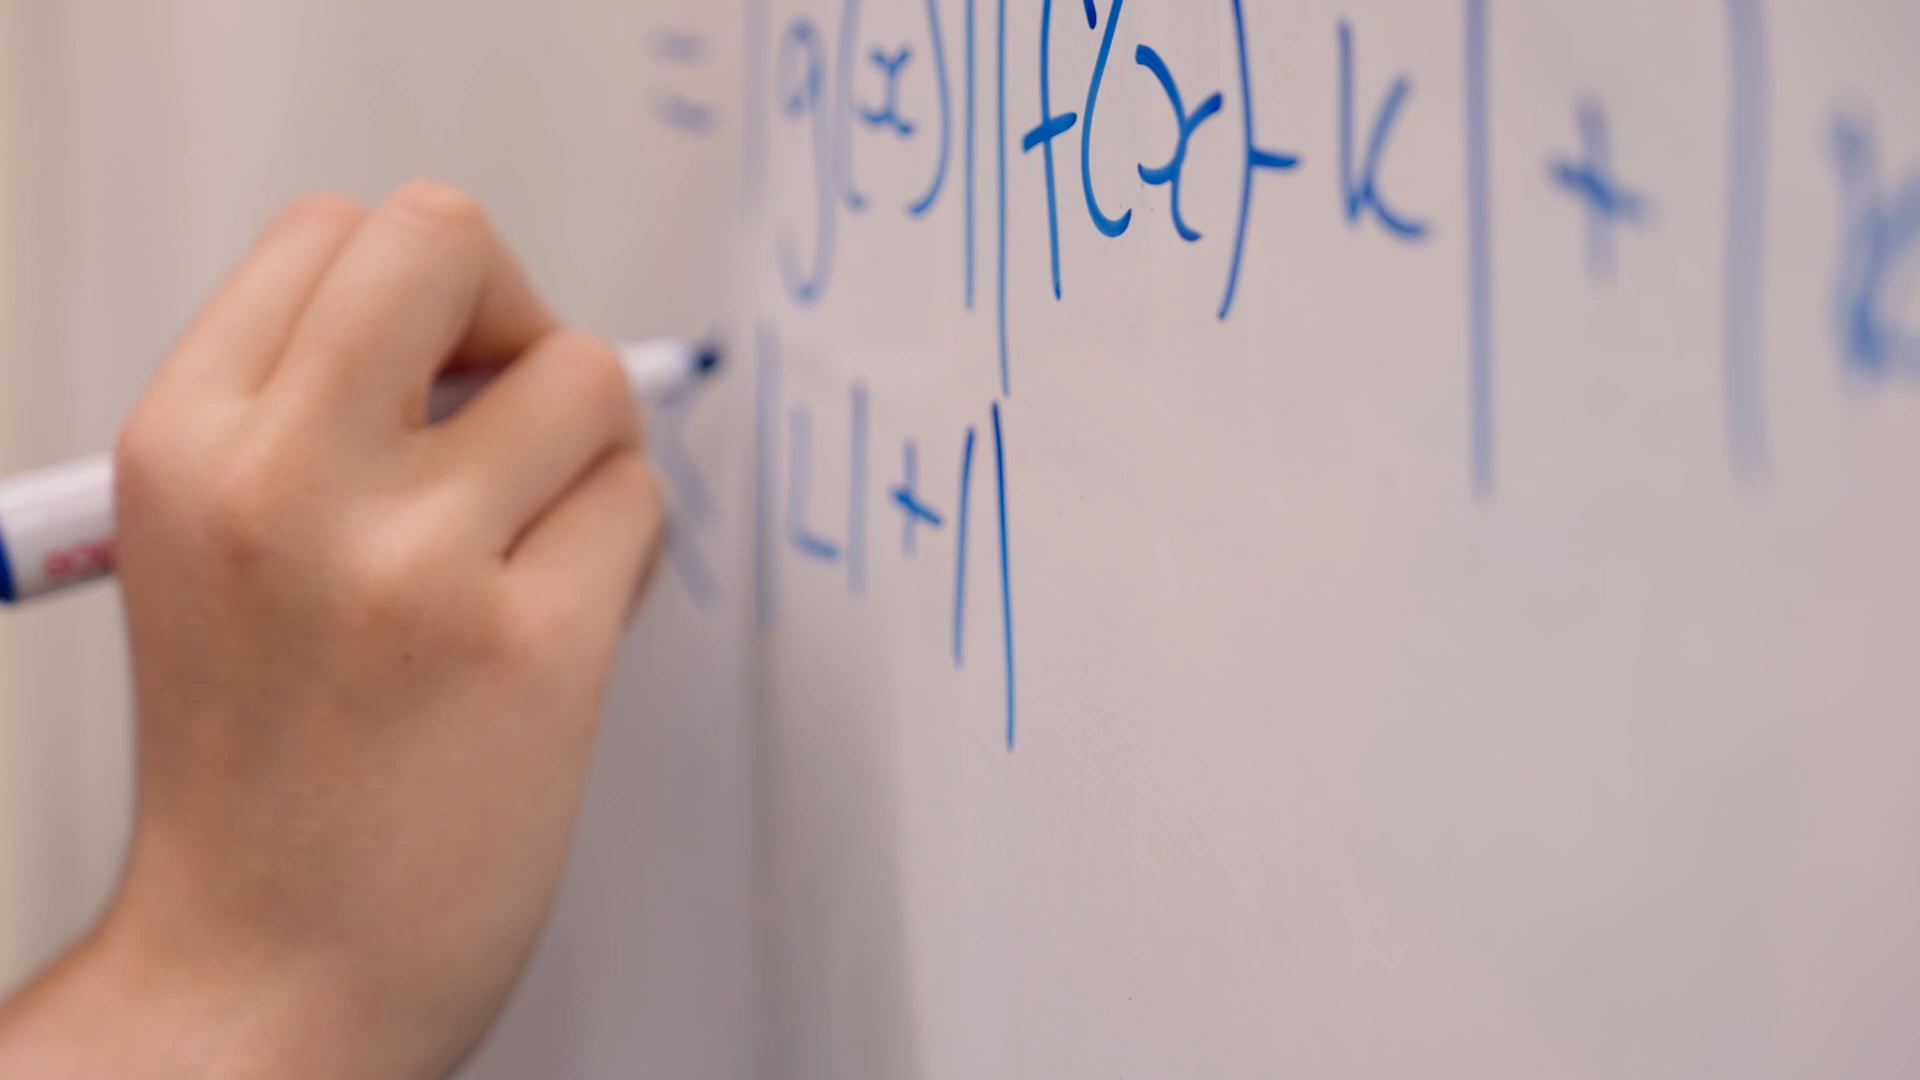 = |g(x)||f(x)-k| + |k
< ||L|+1|